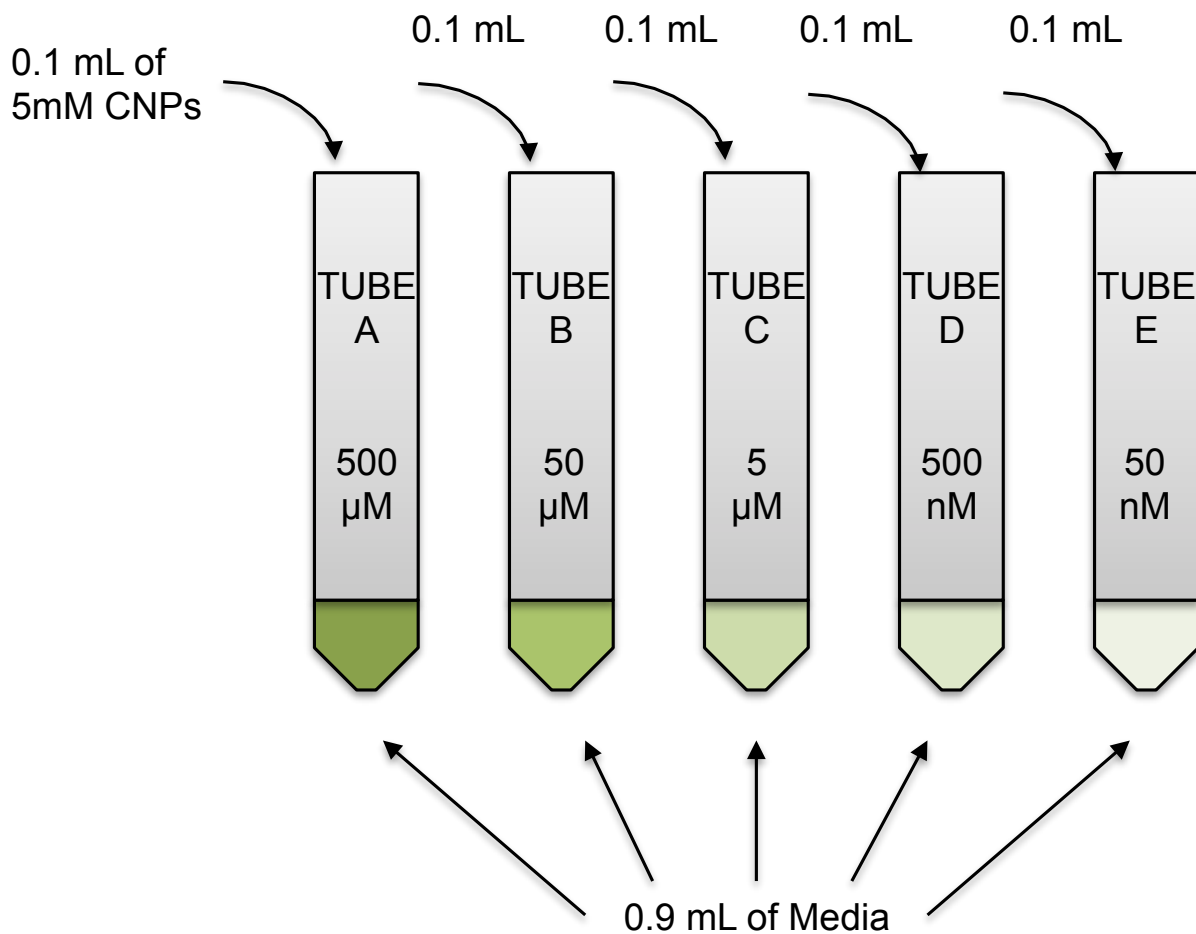 0.1 mL of
5mM CNPs
0.1 mL
0.1 mL
0.1 mL
0.1 mL
TUBE
A
500
µM
TUBE
B
50
µM
TUBE
C
5
µM
TUBE
D
500
nM
TUBE
E
50
nM
0.9 mL of Media